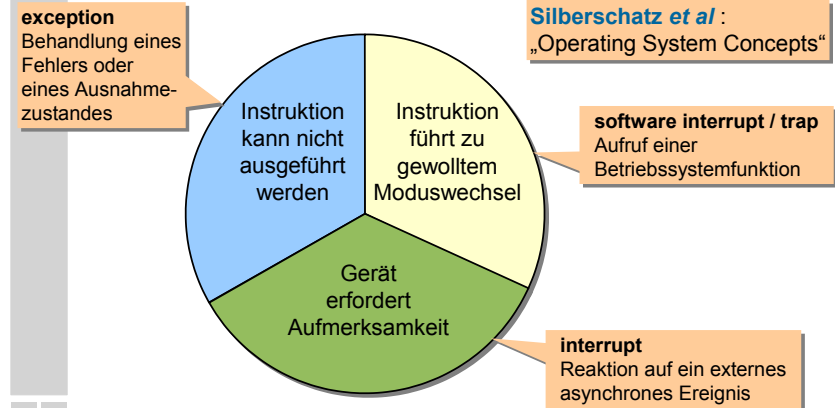 exception
Behandlung eines
Fehlers oder
eines Ausnahme-
zustandes
Silberschatz et al :
„Operating System Concepts“
Instruktion
kann nicht
ausgeführt
werden
Instruktion
führt zu
gewolltem
Moduswechsel
software interrupt / trap
Aufruf einer
Betriebssystemfunktion
Gerät
erfordert
Aufmerksamkeit
interrupt
Reaktion auf ein externes
asynchrones Ereignis